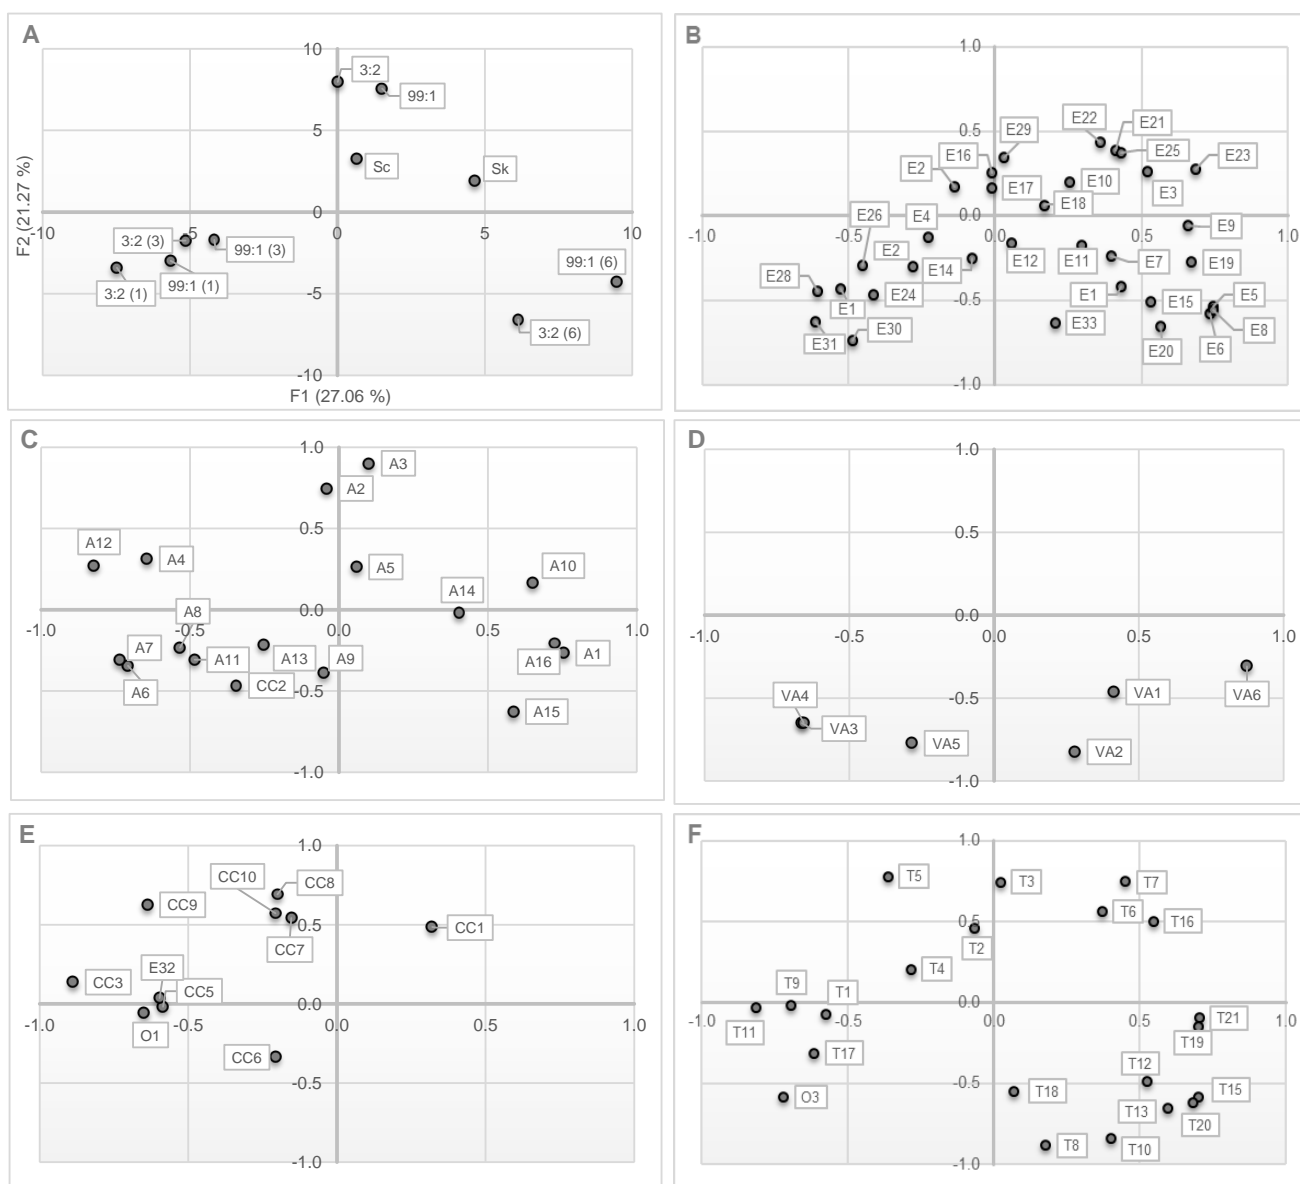 A
10
3:2
99:1
5
Sc
Sk
F2 (21.27 %)
0
-10
0
5
10
3:2 (3)
99:1 (3)
99:1 (6)
3:2 (1)
99:1 (1)
-5
3:2 (6)
-10
F1 (27.06 %)
B
1.0
E22
E21
0.5
E29
E16
E25
E23
E2
E17
E10
E3
E26
E4
E18
0.0
E9
-1.0
-0.5
0.0
0.5
1.0
E2
E12
E11
E7
E19
E28
E14
E1
E24
E1
-0.5
E15
E5
E31
E30
E33
E20
E6
E8
-1.0
C
1.0
A3
A2
0.5
A12
A4
A5
A10
A14
A8
0.0
-1.0
-0.5
0.0
0.5
1.0
A7
A11
A13
A9
A16
A1
A6
CC2
-0.5
A15
-1.0
D
1.0
0.5
0.0
-1.0
-0.5
0.0
0.5
1.0
VA4
VA1
VA6
VA3
-0.5
VA5
VA2
-1.0
E
1.0
CC10
CC8
CC9
0.5
CC7
CC1
E32
CC3
CC5
0.0
-1.0
-0.5
0.0
0.5
1.0
O1
CC6
-0.5
-1.0
F
1.0
T5
T3
T7
T6
0.5
T16
T2
T4
T9
T1
0.0
-1.0
-0.5
0.0
0.5
1.0
T11
T21
T19
T17
T12
-0.5
O3
T18
T15
T13
T20
T8
T10
-1.0